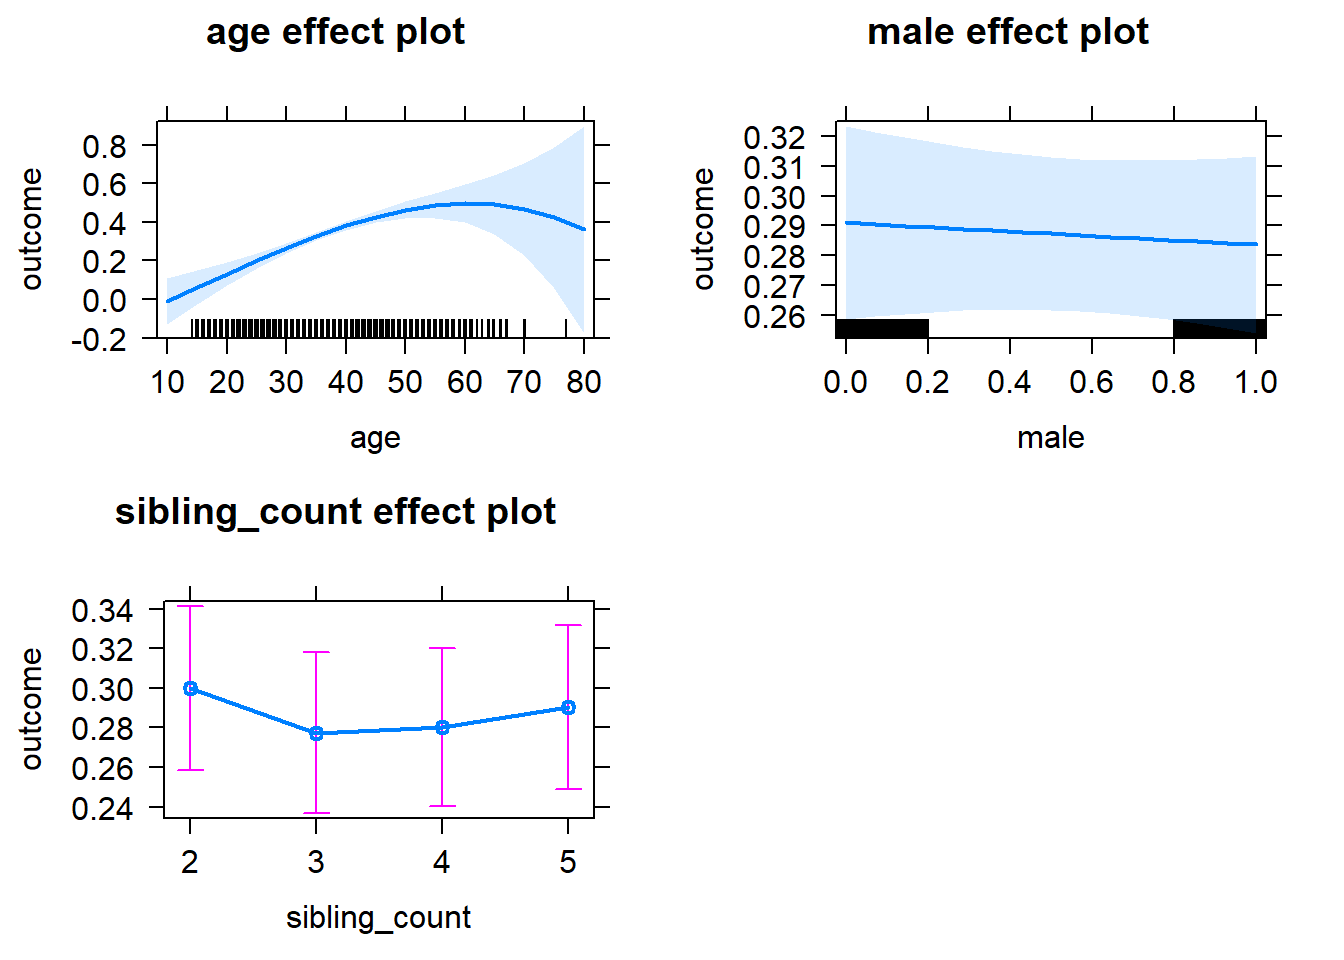 age effect plot
outcome
0.8
0.6
0.4
0.2
0.0
-0.2
10 20 30 40 50 60 70 80
age
male effect plot
outcome
0.32
0.31
0.30
0.29
0.28
0.27
0.26
0.0 0.2 0.4 0.6 0.8 1.0
male
sibling_count effect plot
outcome
0.34
0.32
0.30
0.28
0.26
0.24
2 3 4 5
sibling_count